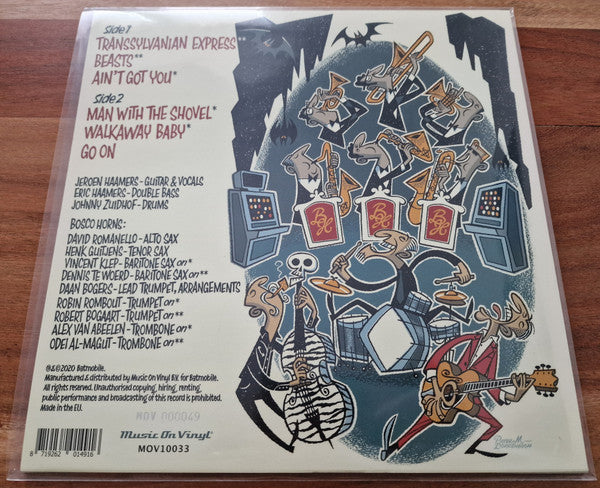 Side 1
TRANSSYLVANIAN EXPRESS
BEASTS**
AIN'T GOT YOU*
Side 2
MAN WITH THE SHOVEL*
WALKAWAY BABY*
GO ON
JEROEN HAAMERS - GUITAR & VOCALS
ERIC HAAMERS - DOUBLE BASS
JOHNNY ZUIDHOF - DRUMS
BOSCO HORNS:
DAVID ROMANELLO - ALTO SAX
HENK GUITJENS - TENOR SAX
VINCENT KLEP - BARITONE SAX on*
DENNIS TE WOERD - BARITONE SAX on**
DAAN BOGERS - LEAD TRUMPET, ARRANGEMENTS
ROBIN ROMBOUT - TRUMPET on*
ROBERT BOGAART - TRUMPET on**
ALEX VAN ABEELEN - TROMBONE on*
ODEI AL-MAGUT - TROMBONE on**
BH
BH
BH
℗&©2020 Batmobile.
Manufactured & distributed by Music On Vinyl B.V. for Batmobile.
All rights reserved. Unauthorised copying, hiring, renting,
public performance and broadcasting of this record is prohibited.
Made in the EU.
MOV 000049
Music On Vinyl
MOV10033
8 719262 014916